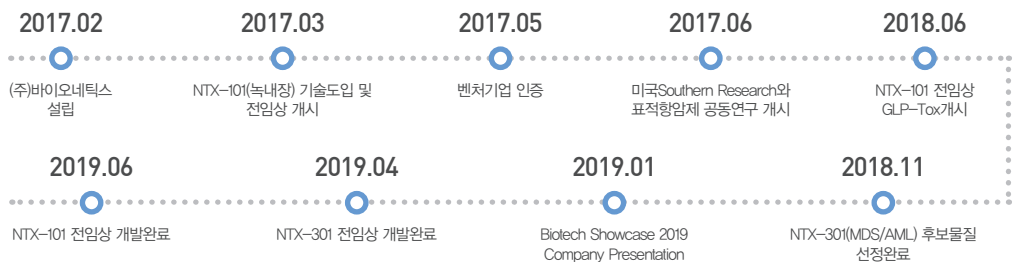 2017.02
(주)바이오네틱스
설립
2017.03
NTX-101(녹내장) 기술도입 및
전임상 개시
2017.05
벤처기업 인증
2017.06
미국Southern Research와
표적항암제 공동연구 개시
2018.06
NTX-101 전임상
GLP-Tox개시
2018.11
NTX-301(MDS/AML) 후보물질
선정완료
2019.01
Biotech Showcase 2019
Company Presentation
2019.04
NTX-301 전임상 개발완료
2019.06
NTX-101 전임상 개발완료